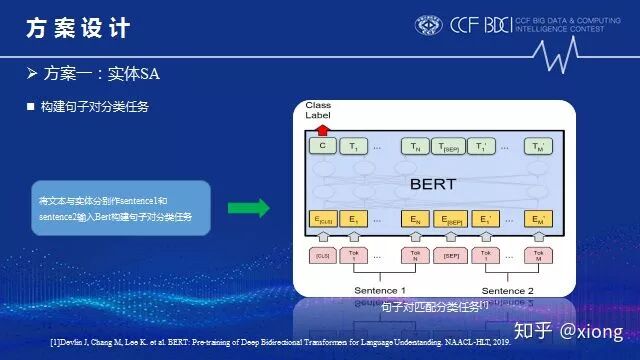 方案设计
CCF BDCI
CCF BIG DATA & COMPUTING
INTELLIGENCE CONTEST
➢ 方案一：实体SA
■ 构建句子对分类任务
将文本与实体分别作sentence1和
sentence2输入Bert构建句子对分类任务
Class
Label
C T1 ... TN T[SEP] T1' ... TM'
BERT
E[CLS] E1 ... EN E[SEP] E1' ... EM'
[CLS] Tok 1 ... Tok N [SEP] Tok 1 ... Tok M
Sentence 1 Sentence 2
句子对匹配分类任务[1]
知乎 @xiong
[1]Devlin J, Chang M, Lee K. et al. BERT: Pre-training of Deep Bidirectional Transformers for Language Understanding. NAACL-HLT, 2019.